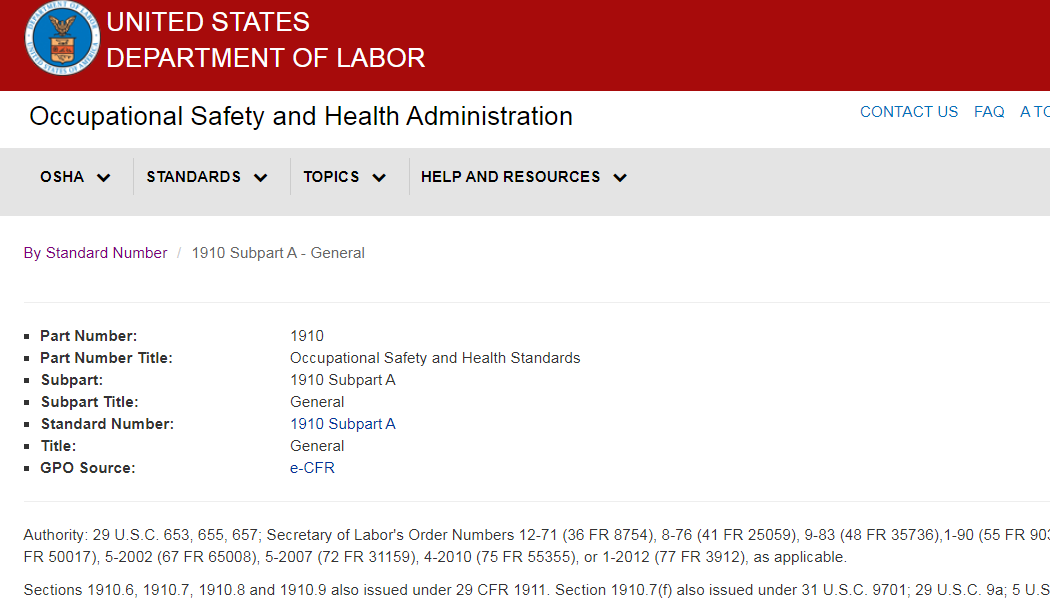 UNITED STATES
DEPARTMENT OF LABOR
Occupational Safety and Health Administration
CONTACT US FAQ A TO
OSHA STANDARDS TOPICS HELP AND RESOURCES
By Standard Number / 1910 Subpart A - General
Part Number: 1910
Part Number Title: Occupational Safety and Health Standards
Subpart: 1910 Subpart A
Subpart Title: General
Standard Number: 1910 Subpart A
Title: General
GPO Source: e-CFR
Authority: 29 U.S.C. 653, 655, 657; Secretary of Labor's Order Numbers 12-71 (36 FR 8754), 8-76 (41 FR 25059), 9-83 (48 FR 35736),1-90 (55 FR
FR 50017), 5-2002 (67 FR 65008), 5-2007 (72 FR 31159), 4-2010 (75 FR 55355), or 1-2012 (77 FR 3912), as applicable.
Sections 1910.6, 1910.7, 1910.8 and 1910.9 also issued under 29 CFR 1911. Section 1910.7(f) also issued under 31 U.S.C. 9701; 29 U.S.C. 9a; 5 U.S